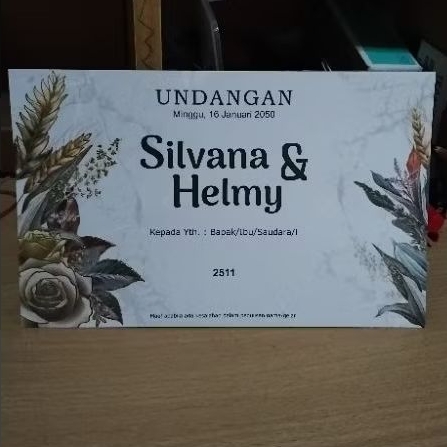 UNDANGAN
Minggu, 16 Januari 2050
Silvana &
Helmy
Kepada Yth. : Bapak/Ibu/Saudara/i
2511